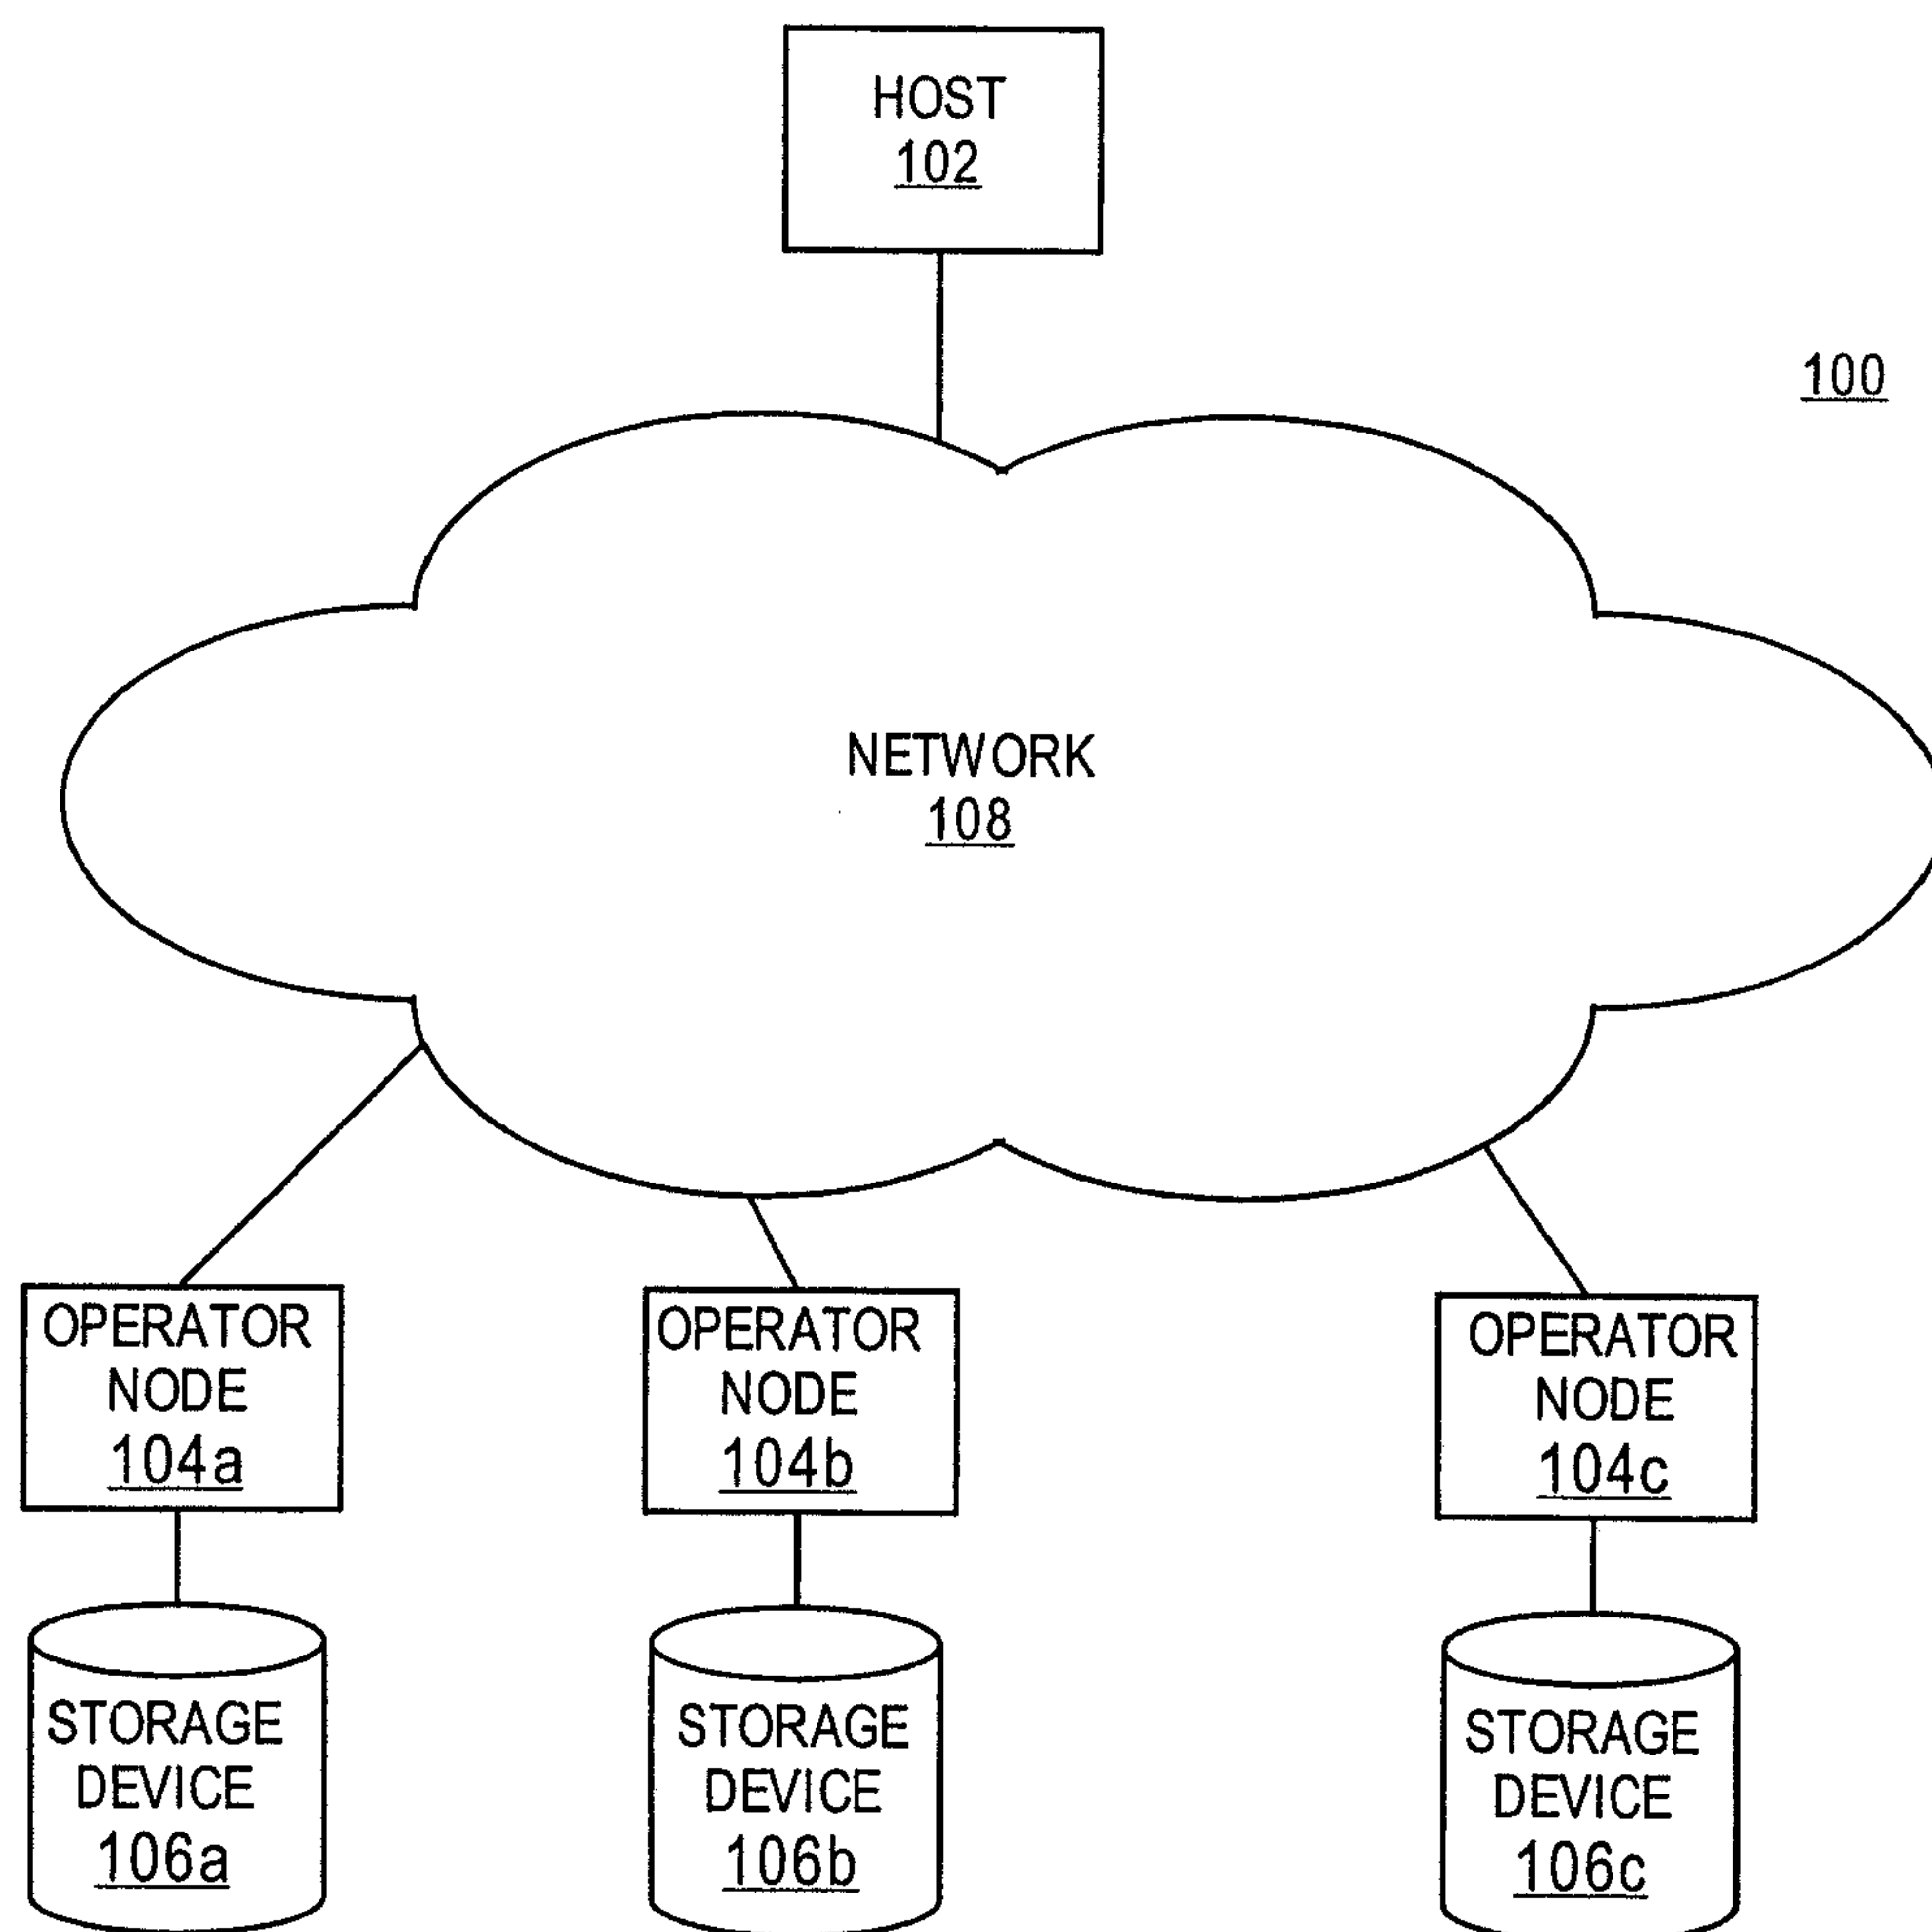 HOST
102
100
NETWORK
108
OPERATOR
NODE
104a
OPERATOR
NODE
104b
OPERATOR
NODE
104c
STORAGE
DEVICE
106a
STORAGE
DEVICE
106b
STORAGE
DEVICE
106c